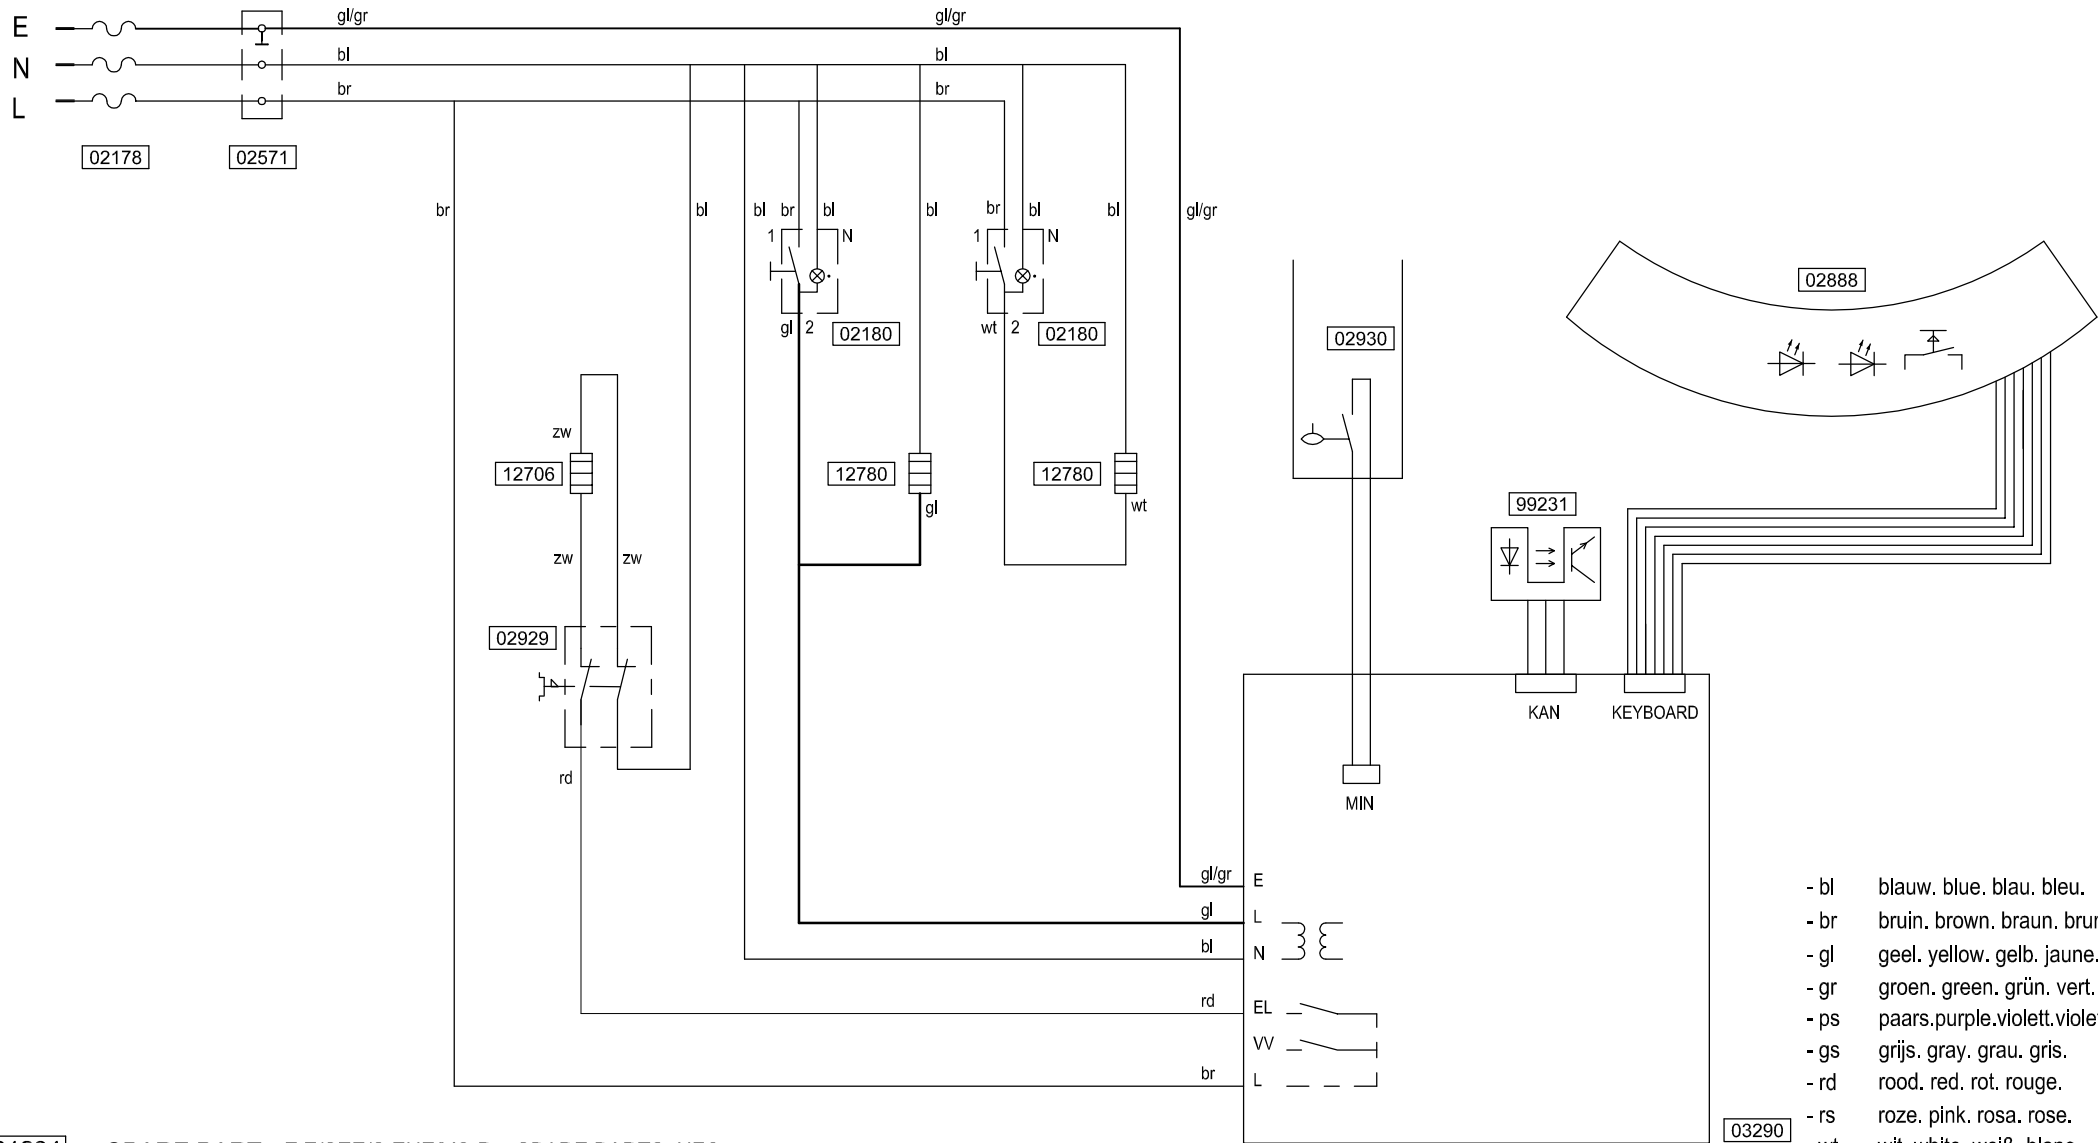 E
gl/gr
gl/gr
N
bl
bl
L
br
br
02178
02571
br
bl
bl
br
bl
bl
br
bl
bl
gl/gr
1
N
1
N
02888
gl
2
02180
wt
2
02180
02930
zw
12706
12780
12780
gl
wt
99231
zw
zw
02929
KAN
KEYBOARD
rd
MIN
gl/gr
E
gl
L
bl
N
rd
EL
VV
br
L
- bl blauw. blue. blau. bleu.
- br bruin. brown. braun.
- gl geel. yellow. gelb. jaune.
- gr groen. green. grün. vert.
- ps paars.purple.violett.
- gs grijs. gray. grau. gris.
- rd rood. red. rot. rouge.
- rs roze. pink. rosa. rose.
03290